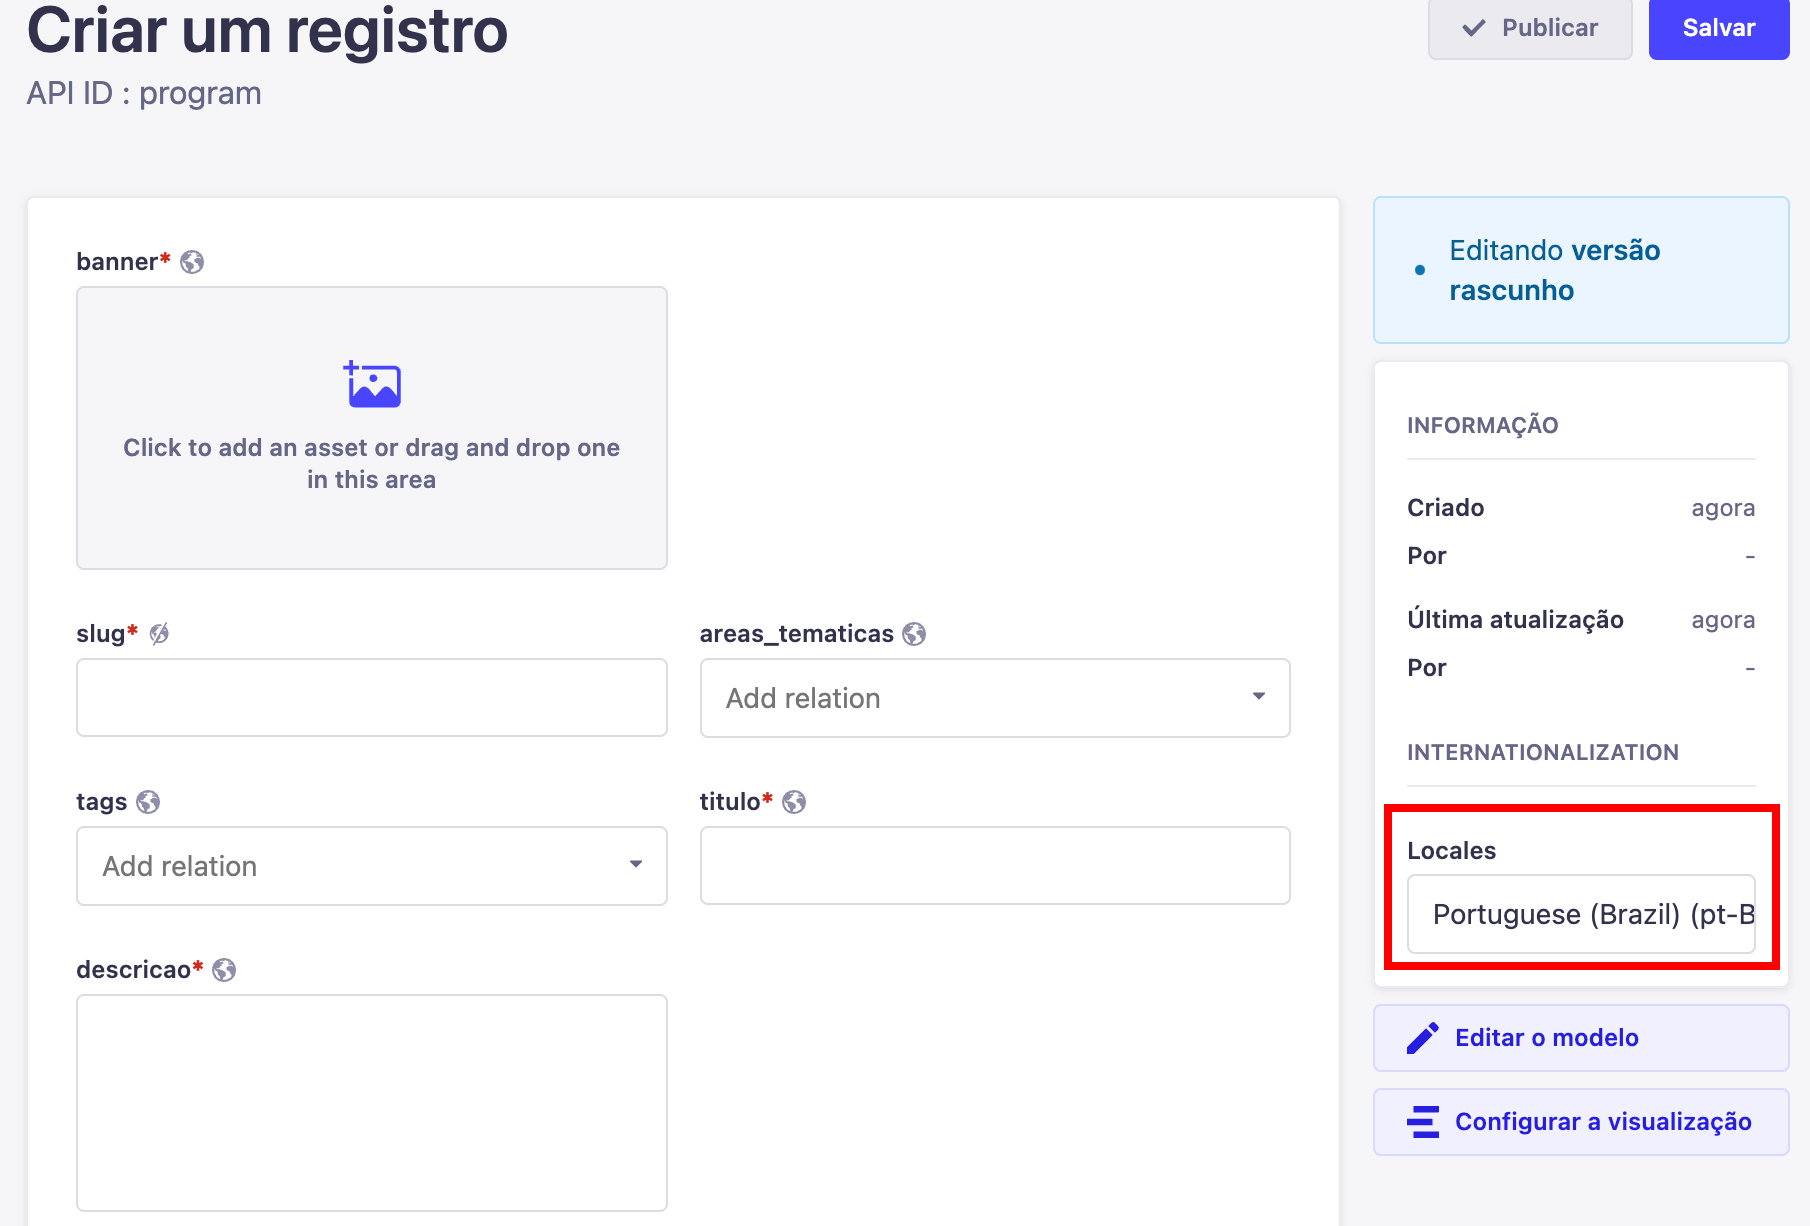 Criar um registro
API ID : program
Publicar
Salvar
banner*
Click to add an asset or drag and drop one
in this area
slug*
areas_tematicas
Add relation
tags
Add relation
titulo*
descricao*
Editando versão
rascunho
INFORMAÇÃO
Criado agora
Por -
Última atualização agora
Por -
INTERNATIONALIZATION
Locales
Portuguese (Brazil) (pt-B
Editar o modelo
Configurar a visualização